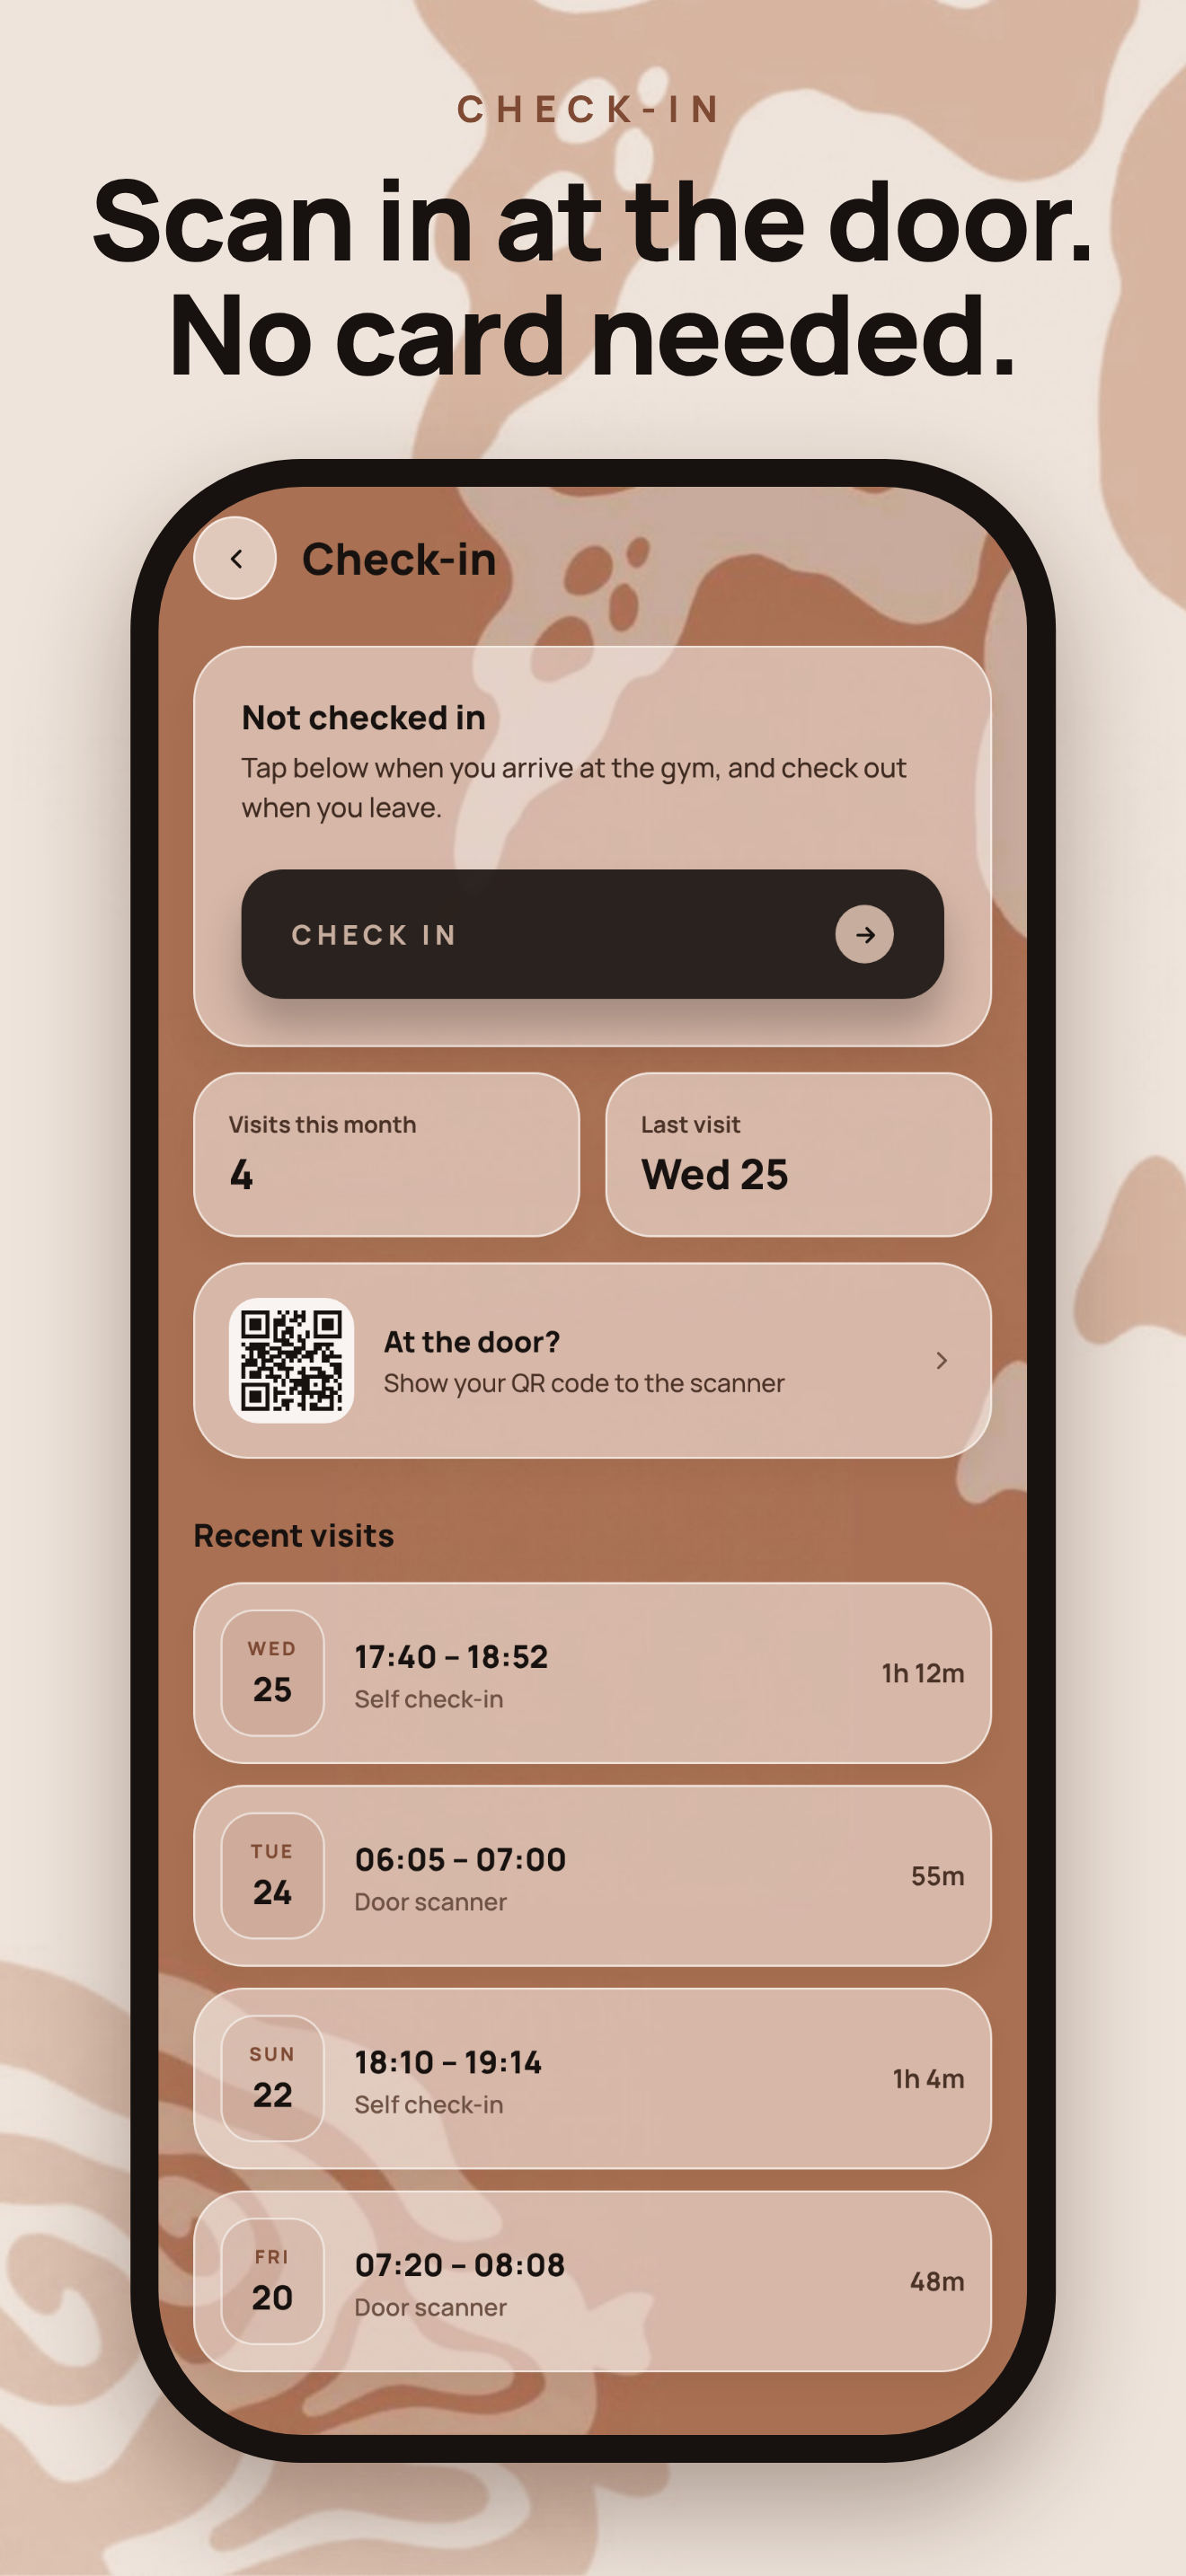 CHECK-IN
Scan in at the door.
No card needed.
Check-in
Not checked in
Tap below when you arrive at the gym, and check out
when you leave.
CHECK IN
Visits this month
4
Last visit
Wed 25
At the door?
Show your QR code to the scanner
Recent visits
WED
25
17:40 – 18:52
Self check-in
1h 12m
TUE
24
06:05 – 07:00
Door scanner
55m
SUN
22
18:10 – 19:14
Self check-in
1h 4m
FRI
20
07:20 – 08:08
Door scanner
48m